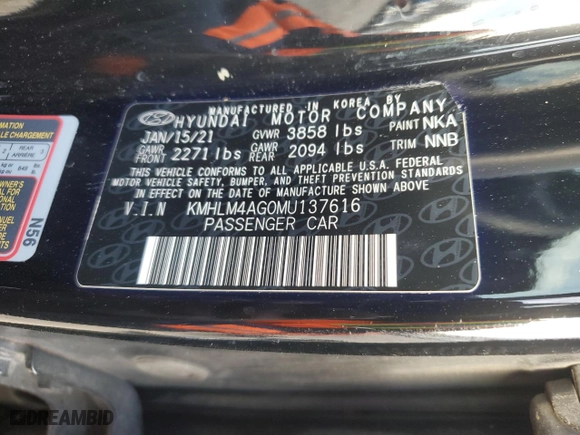 MANUFACTURED IN KOREA BY
HYUNDAI MOTOR COMPANY
JAN/15/21 GVWR 3858 lbs PAINT NKA
GAWR FRONT 2271 lbs GAWR REAR 2094 lbs TRIM NNB
THIS VEHICLE CONFORMS TO ALL APPLICABLE U.S.A. FEDERAL
MOTOR VEHICLE SAFETY, BUMPER, AND THEFT PREVENTION STANDARDS
IN EFFECT ON THE DATE OF MANUFACTURE SHOWN ABOVE.
V.I.N KMHLM4AG0MU137616
PASSENGER CAR
N56
DREAMBID